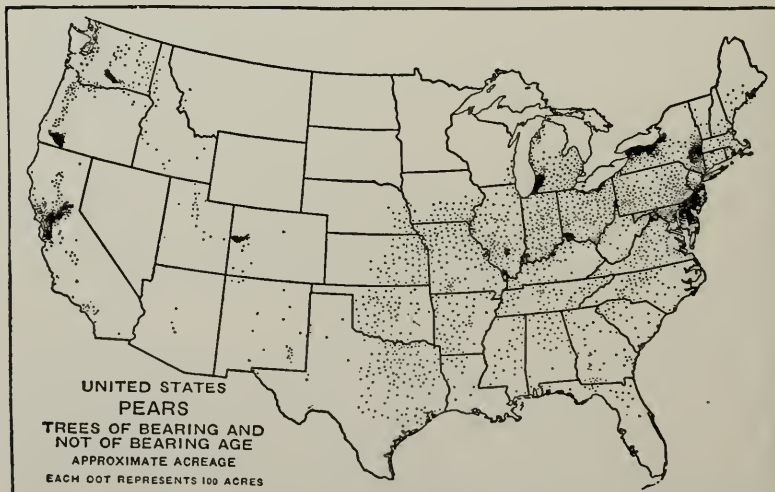 UNITED STATES
PEARS
TREES OF BEARING AND
NOT OF BEARING AGE
APPROXIMATE ACREAGE
EACH DOT REPRESENTS 100 ACRES